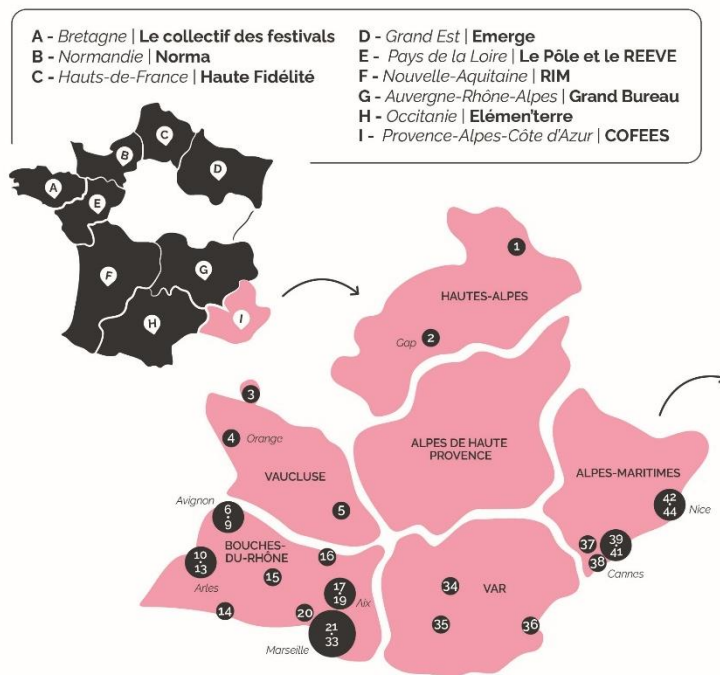 A - Bretagne | Le collectif des festivals
B - Normandie | Norma
C - Hauts-de-France | Haute Fidélité
D - Grand Est | Emerge
E - Pays de la Loire | Le Pôle et le REEVE
F - Nouvelle-Aquitaine | RIM
G - Auvergne-Rhône-Alpes | Grand Bureau
H - Occitanie | Elémen'terre
I - Provence-Alpes-Côte d'Azur | COFEES
C
B
D
A
E
F
G
H
I
1
HAUTES-ALPES
2
Gap
3
4
Orange
ALPES DE HAUTE
PROVENCE
VAUCLUSE
ALPES-MARITIMES
5
42
44
Nice
Avignon
6
9
37
39
41
38
Cannes
BOUCHES-
DU-RHÔNE
10
13
Arles
16
15
17
19
Aix
14
20
21
33
Marseille
34
VAR
35
36